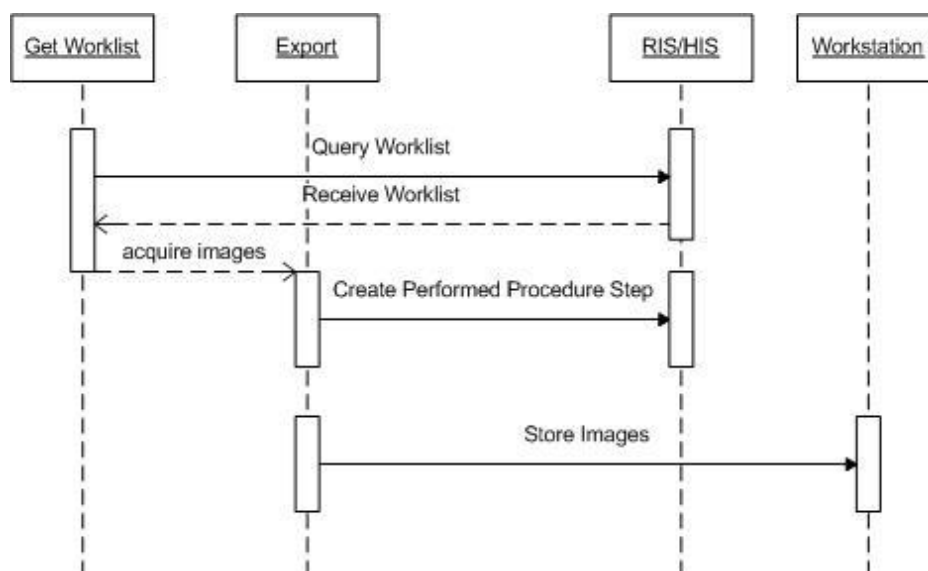 Get Worklist
Export
RIS/HIS
Workstation
Query Worklist
Receive Worklist
acquire images
Create Performed Procedure Step
Store Images